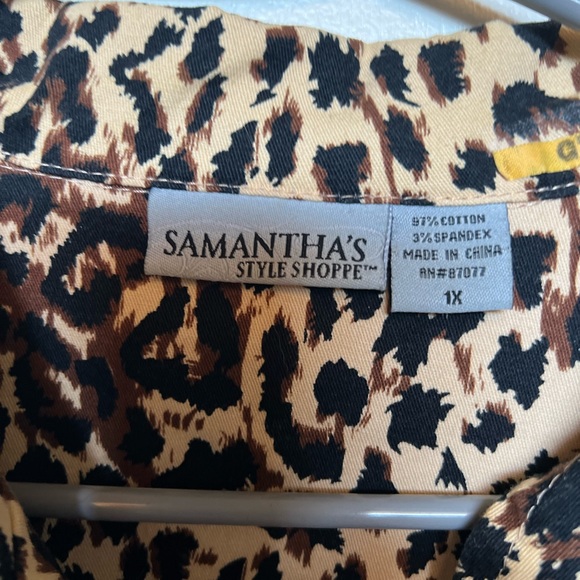 SAMANTHA'S
STYLE SHOPPE™
97% COTTON
3% SPANDEX
MADE IN CHINA
RN#87077
1X